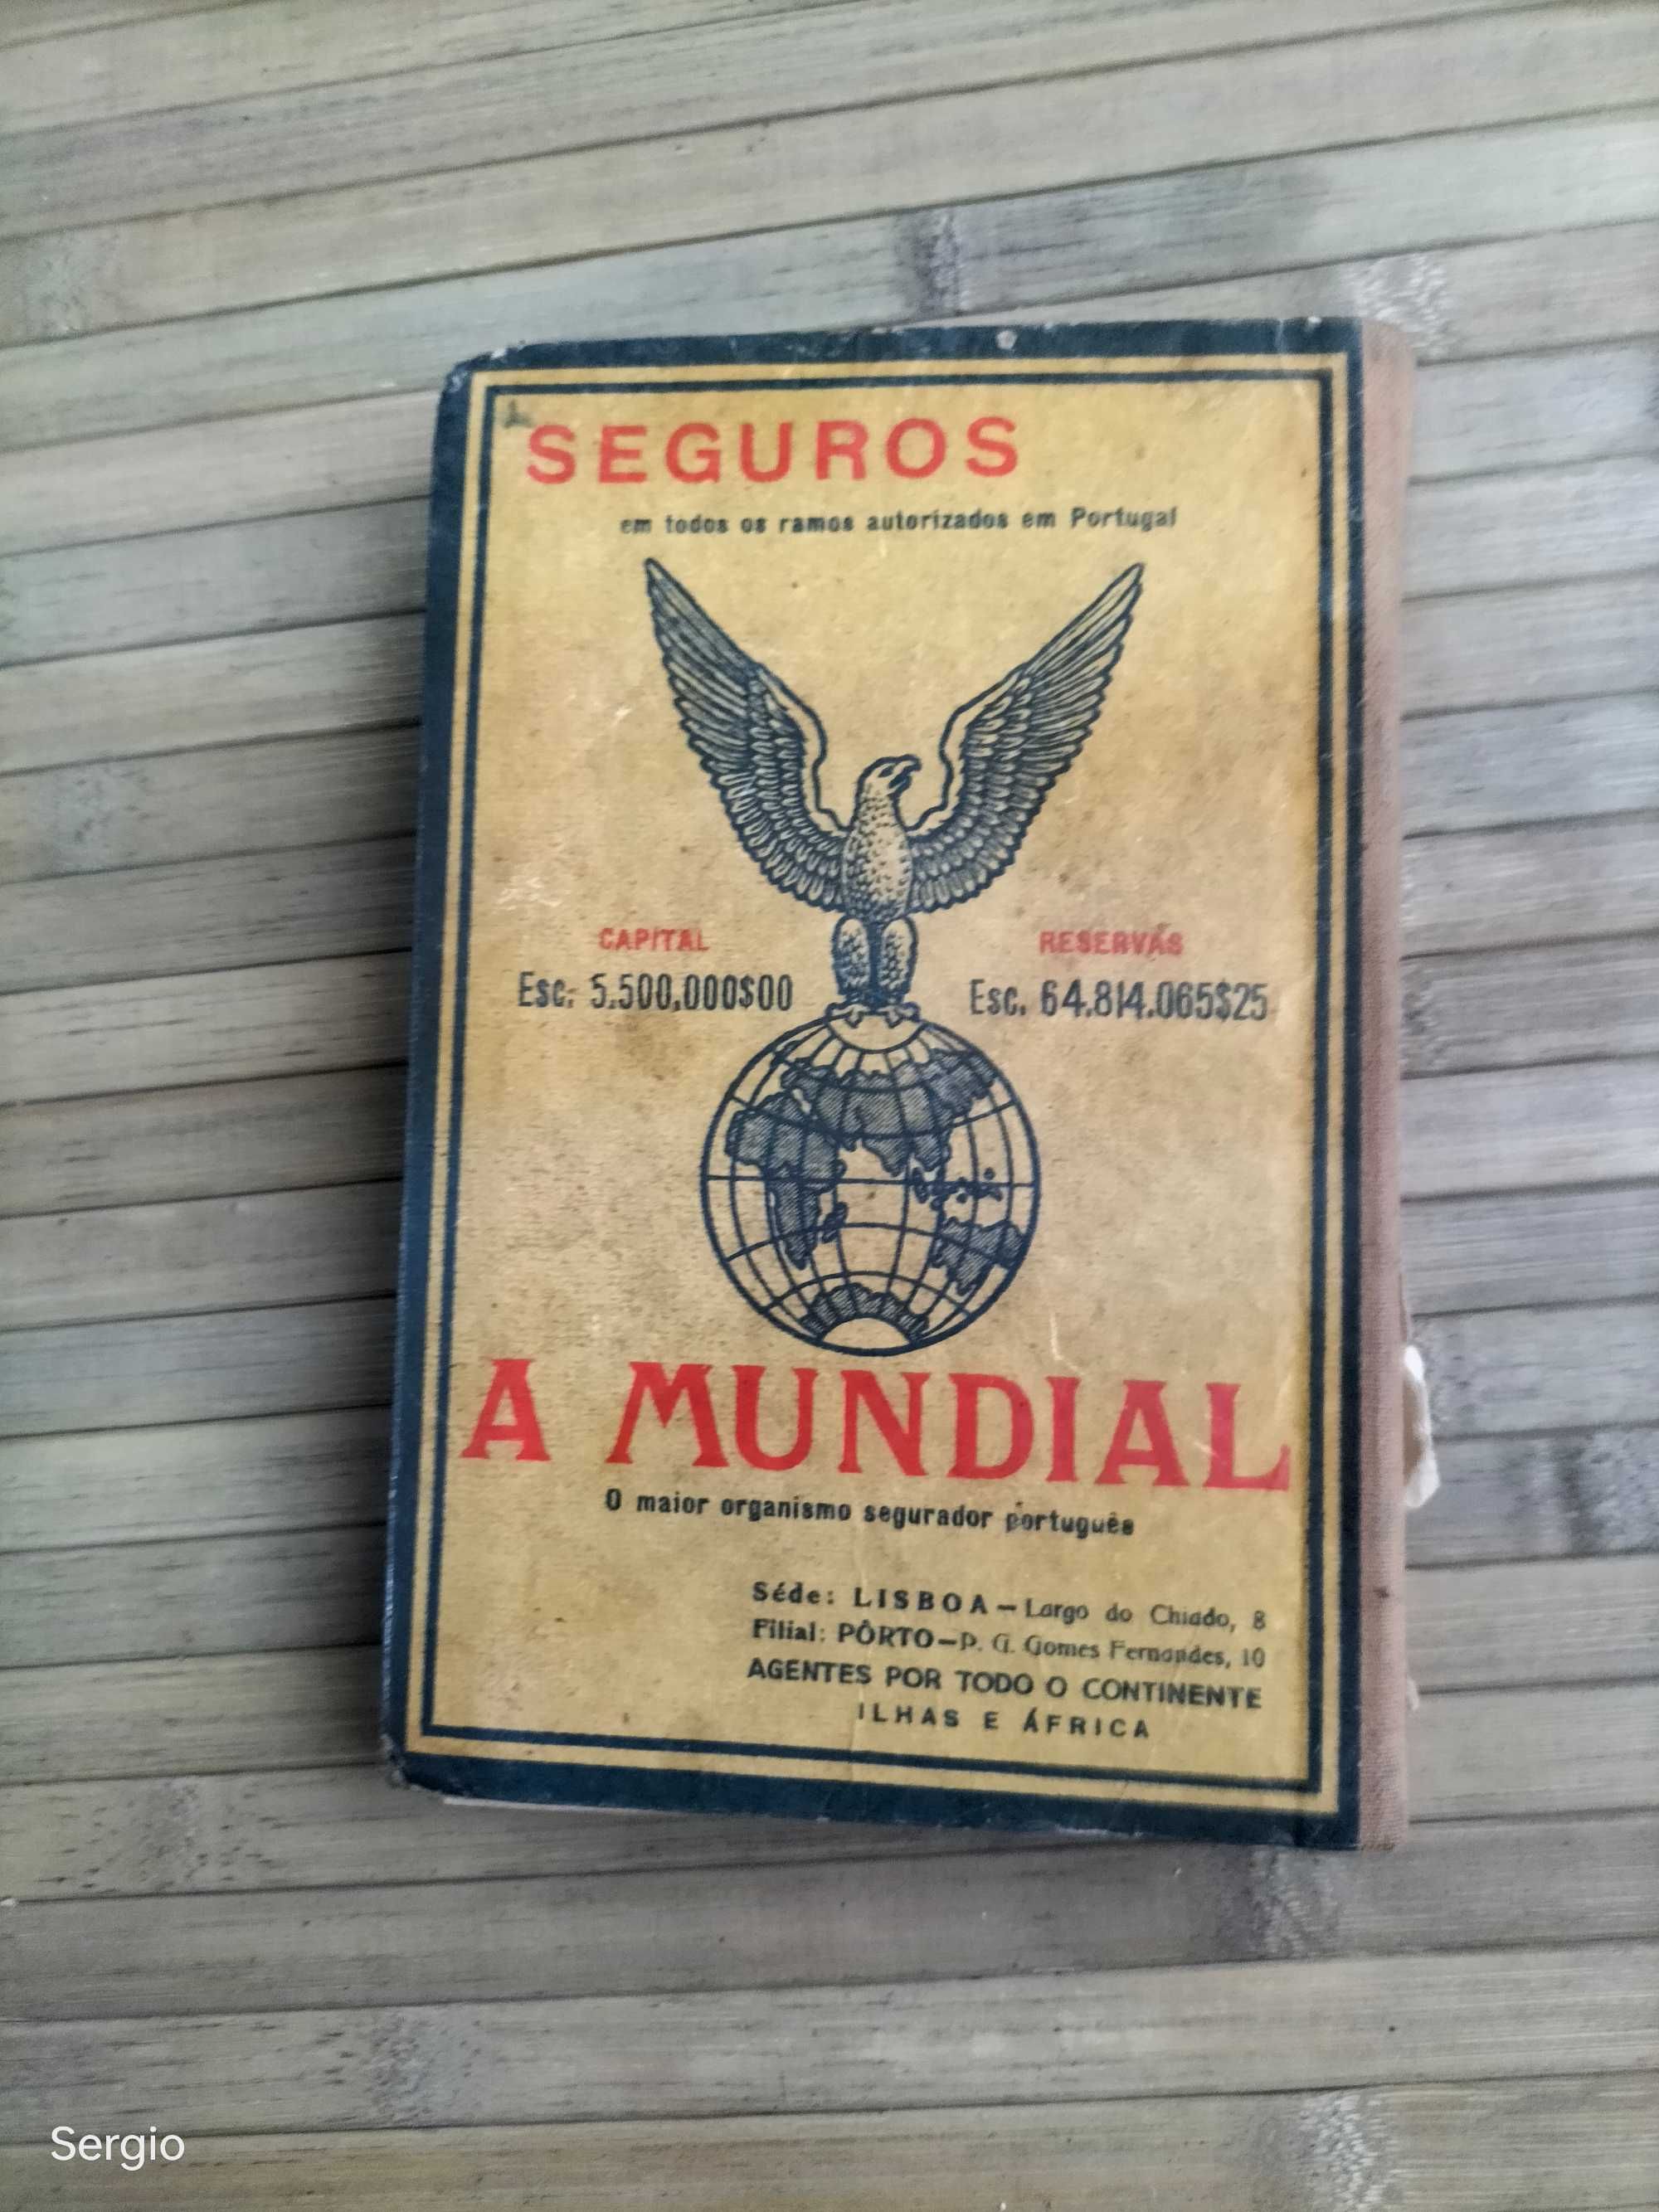 SEGUROS
em todos os ramos autorizados em Portugal
CAPITAL
Esc. 5.500.000$00
RESERVAS
Esc. 64.814.065$25
A MUNDIAL
O maior organismo segurador português
Séde: LISBOA — Largo do Chiado, 8
Filial: PÔRTO — P. G. Gomes Fernandes, 10
AGENTES POR TODO O CONTINENTE
ILHAS E ÁFRICA
Sergio